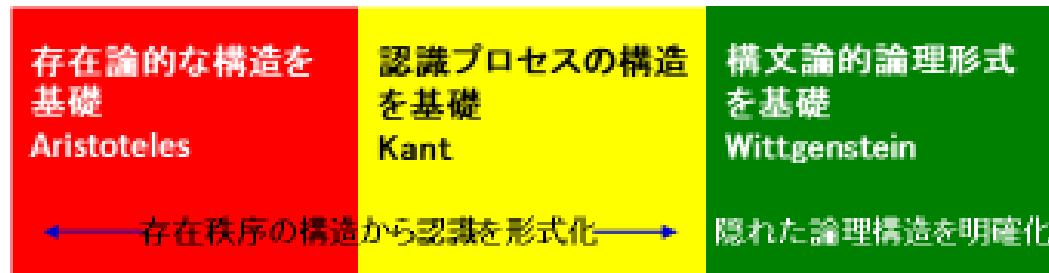 存在論的な構造を
基礎
Aristoteles
認識プロセスの構造
を基礎
Kant
構文論的論理形式
を基礎
Wittgenstein
存在秩序の構造から認識を形式化
隠れた論理構造を明確化